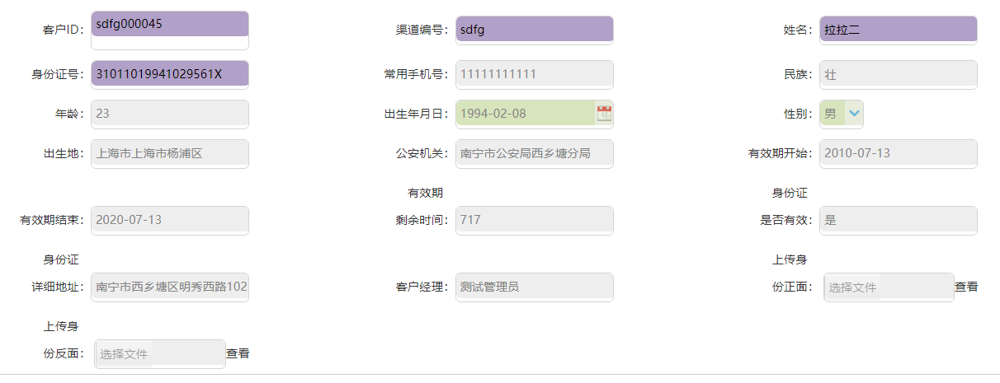 客户ID: sdfg000045 渠道编号: sdfg 姓名: 拉拉二
身份证号: 31011019941029561X 常用手机号: 11111111111 民族: 壮
年龄: 23 出生年月日: 1994-02-08 性别: 男
出生地: 上海市上海市杨浦区 公安机关: 南宁市公安局西乡塘分局 有效期开始: 2010-07-13
有效期 身份证
有效期结束: 2020-07-13 剩余时间: 717 是否有效: 是
身份证 上传身
详细地址: 南宁市西乡塘区明秀西路102 客户经理: 测试管理员 份正面: 选择文件 查看
上传身
份反面: 选择文件 查看